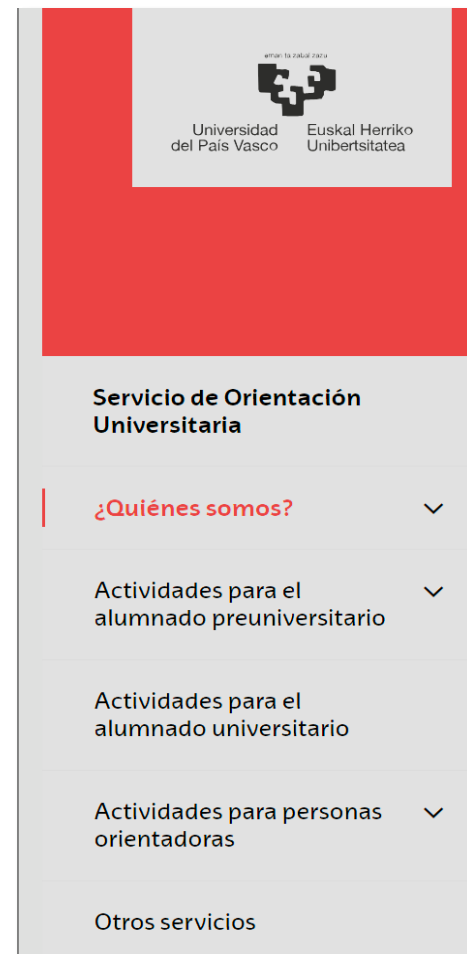 eman ta zabal zazu
Universidad Euskal Herriko
del País Vasco Unibertsitatea
Servicio de Orientación
Universitaria
¿Quiénes somos?
Actividades para el
alumnado preuniversitario
Actividades para el
alumnado universitario
Actividades para personas
orientadoras
Otros servicios